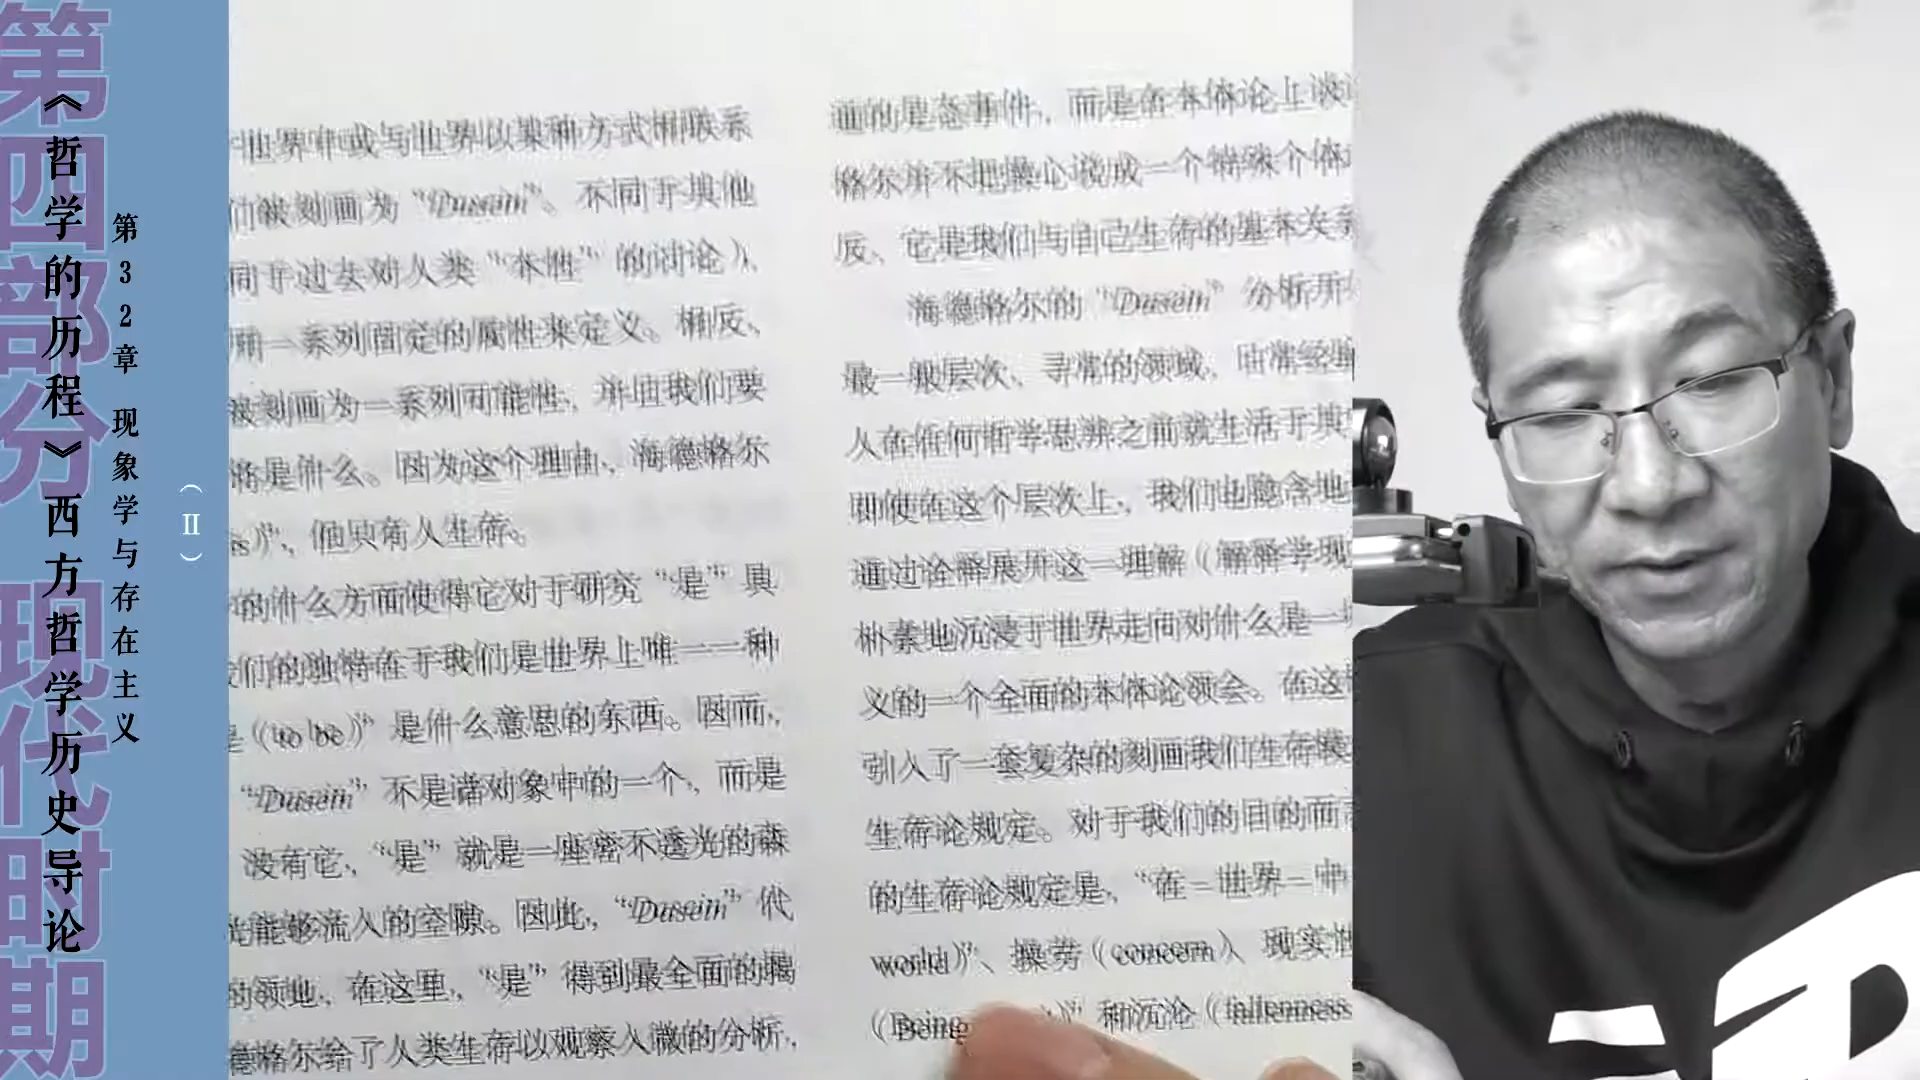 第四部分 现代时期
《哲学的历程》西方哲学历史导论
第32章 现象学与存在主义
（Ⅱ）
世界中或与世界以某种方式相联系
们被刻画为“Dasein”。不同于其他
同于过去对人类“本性”的讨论），
用一系列固定的属性来定义。相反，
被刻画为一系列可能性，并且我们要
将是什么。因为这个理由，海德格尔
s)”，但只有人生存。
的什么方面使得它对于研究“是”具
我们的独特在于我们是世界上唯一一种
是（to be）”是什么意思的东西。因而，
“Dasein”不是诸对象中的一个，而是
没有它，“是”就是一座密不透光的森
光能够流入的空隙。因此，“Dasein”代
的领地，在这里，“是”得到最全面的揭
德格尔给了人类生存以观察入微的分析，
通的是态事件，而是在本体论上谈
格尔并不把操心说成一个特殊个体
反，它是我们与自己生存的基本关系
海德格尔的“Dasein”分析开
最一般层次，寻常的领域，日常经验
人在任何哲学思辨之前就生活于其
即使在这个层次上，我们也隐含地
通过诠释展开这一理解（解释学现
朴素地沉浸于世界走向对什么是一
义的一个全面的本体论领会。在这
引入了一套复杂的刻画我们生存模
生存论规定。对于我们的目的而言
的生存论规定是，“在－世界－中
world）”、操劳（concern）、现实性
（Being )”和沉沦（fallenness